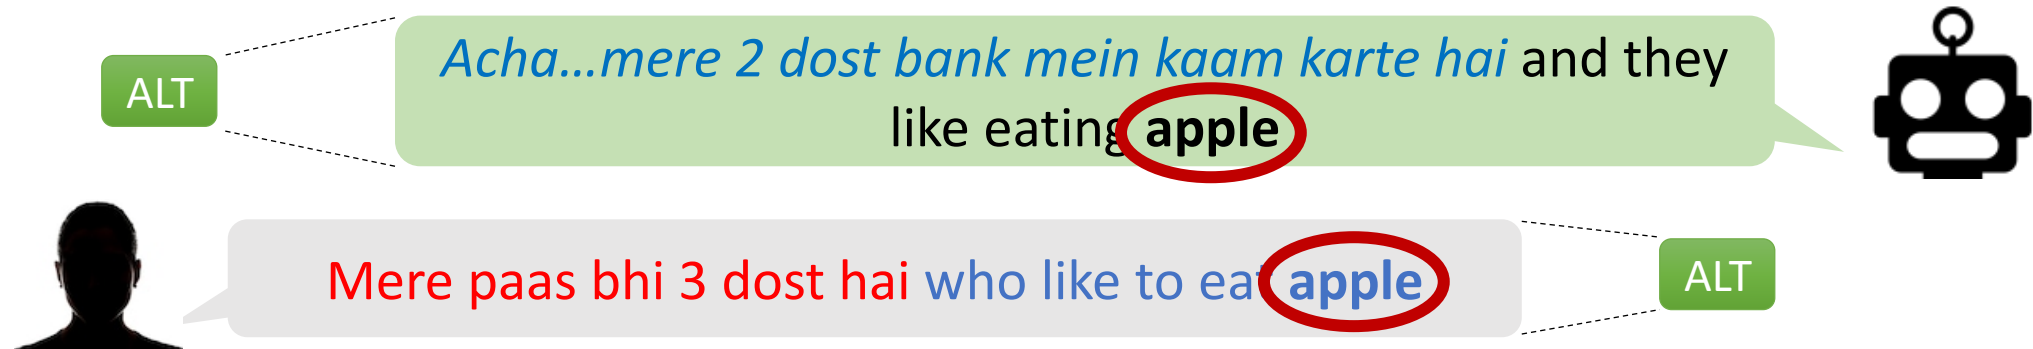 ALT
Acha...mere 2 dost bank mein kaam karte hai and they
like eating apple
Mere paas bhi 3 dost hai who like to eat apple
ALT